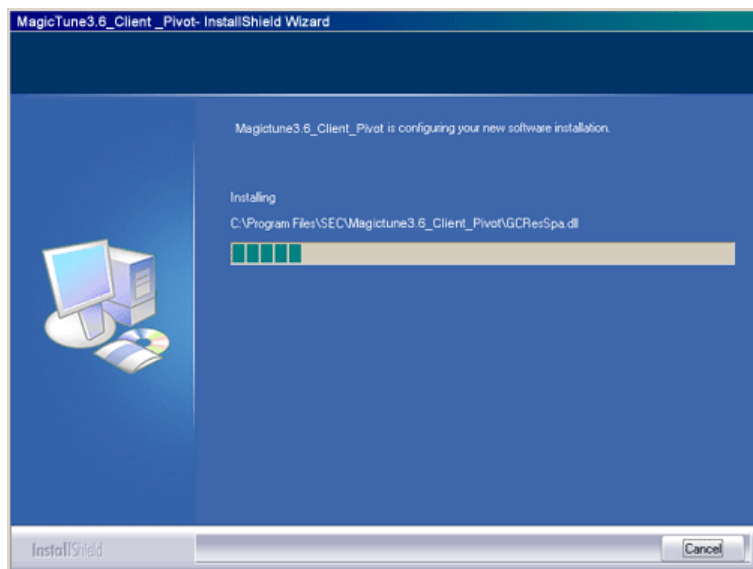 MagicTune3.6_Client _Pivot- InstallShield Wizard
Magictune3.6_Client_Pivot is configuring your new software installation.
Installing
C:\Program Files\SEC\Magictune3.6_Client_Pivot\GCResSpa.dll
InstallShield
Cancel